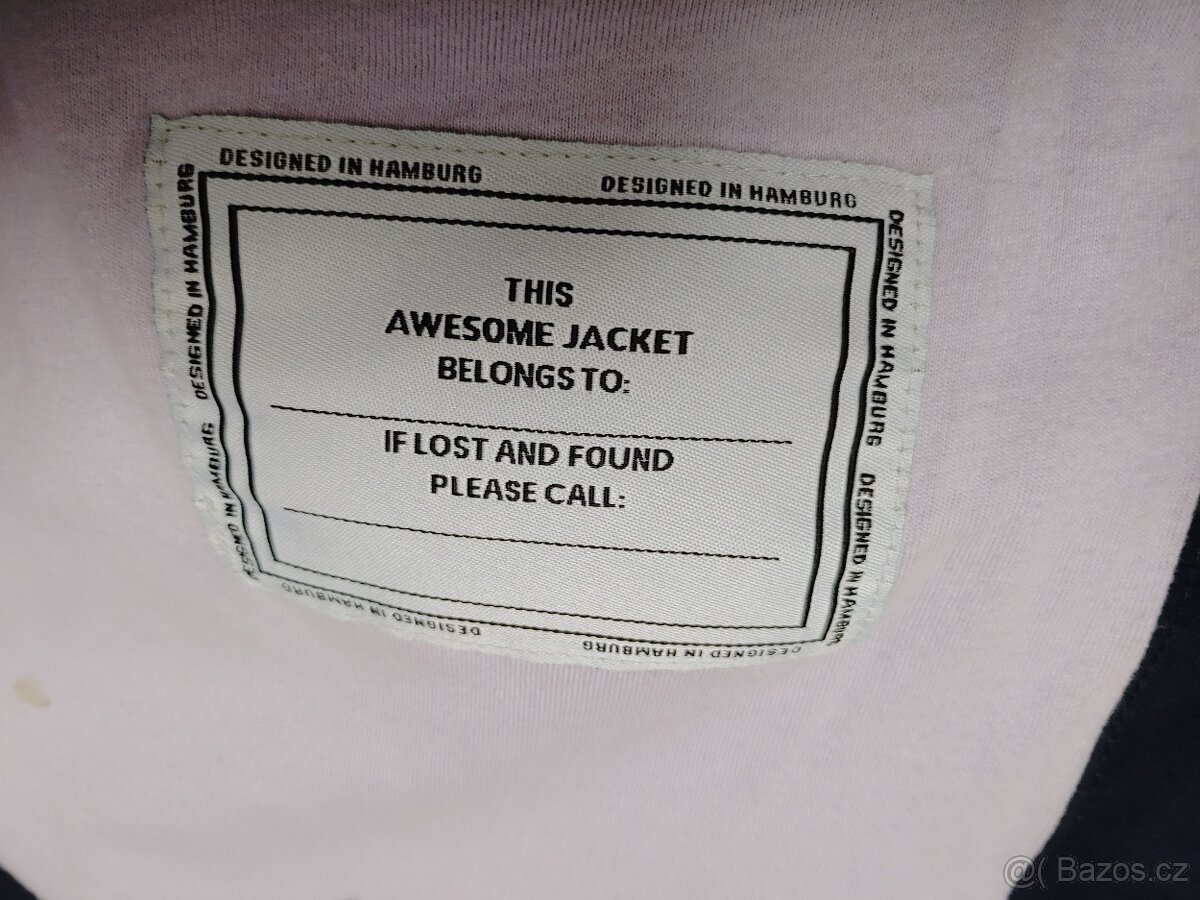 DESIGNED IN HAMBURG DESIGNED IN HAMBURG
DESIGNED IN HAMBURG
DESIGNED IN HAMBURG
THIS
AWESOME JACKET
BELONGS TO:
IF LOST AND FOUND
PLEASE CALL:
DESIGNED IN HAMBURG
DESIGNED IN HAMBURG
DESIGNED IN HAMBURG
DESIGNED IN HAMBURG
@( Bazoš.cz